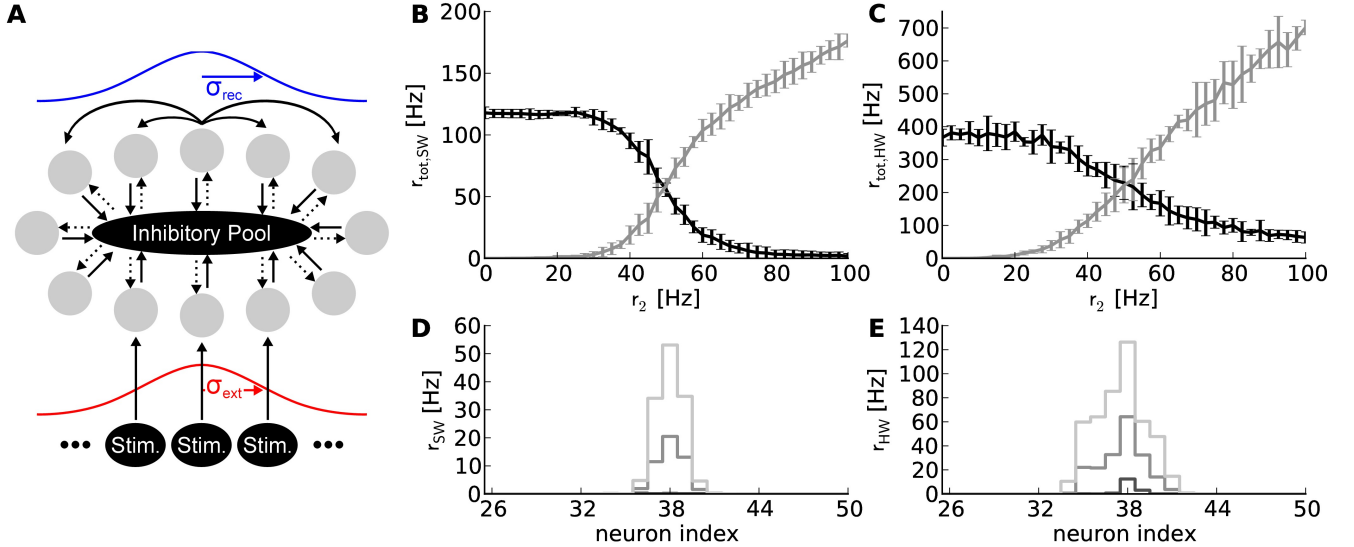 A
σrec
Inhibitory Pool
σext
••• Stim. Stim. Stim. •••
B
rtot,SW [Hz]
200
150
100
50
0
0 20 40 60 80 100
r2 [Hz]
C
rtot,HW [Hz]
700
600
500
400
300
200
100
0
0 20 40 60 80 100
r2 [Hz]
D
rSW [Hz]
60
50
40
30
20
10
0
26 32 38 44 50
neuron index
E
rHW [Hz]
140
120
100
80
60
40
20
0
26 32 38 44 50
neuron index